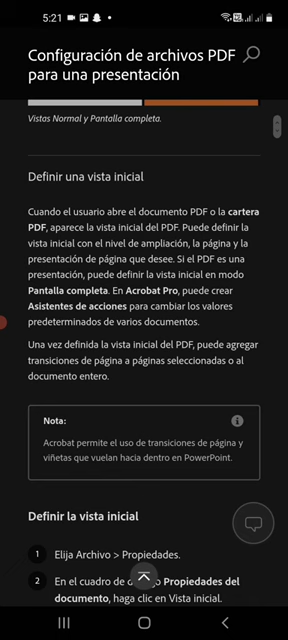 5:21
Configuración de archivos PDF
para una presentación
Vistas Normal y Pantalla completa.
Definir una vista inicial
Cuando el usuario abre el documento PDF o la cartera
PDF, aparece la vista inicial del PDF. Puede definir la
vista inicial con el nivel de ampliación, la página y la
presentación de página que desee. Si el PDF es una
presentación, puede definir la vista inicial en modo
Pantalla completa. En Acrobat Pro, puede crear
Asistentes de acciones para cambiar los valores
predeterminados de varios documentos.
Una vez definida la vista inicial del PDF, puede agregar
transiciones de página a páginas seleccionadas o al
documento entero.
Nota:
Acrobat permite el uso de transiciones de página y
viñetas que vuelan hacia dentro en PowerPoint.
Definir la vista inicial
1 Elija Archivo > Propiedades.
2 En el cuadro de d go Propiedades del
documento, haga clic en Vista inicial.